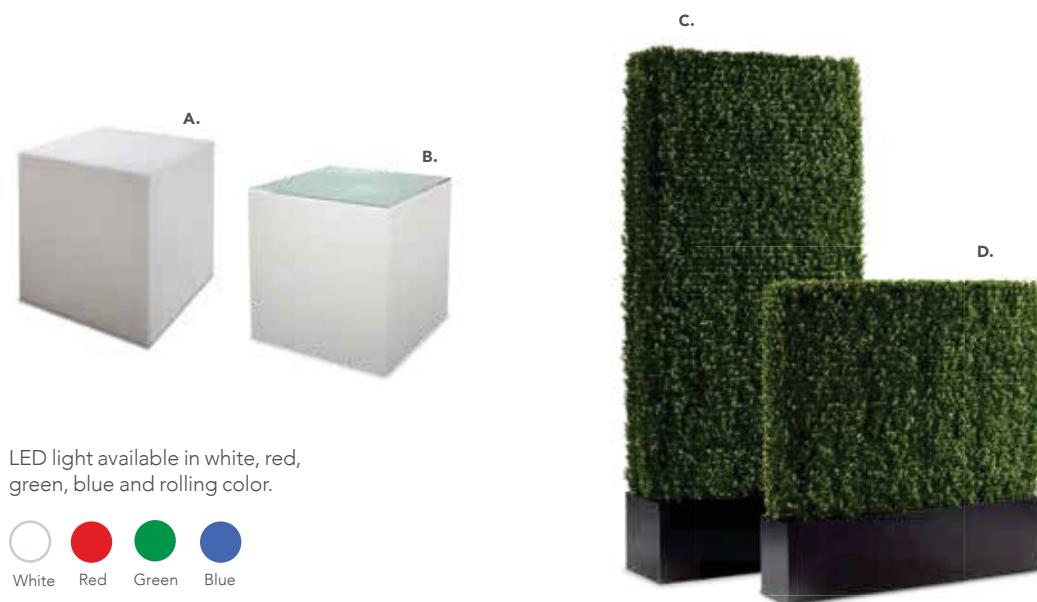 C.
A.
B.
D.
LED light available in white, red,
green, blue and rolling color.
White Red Green Blue